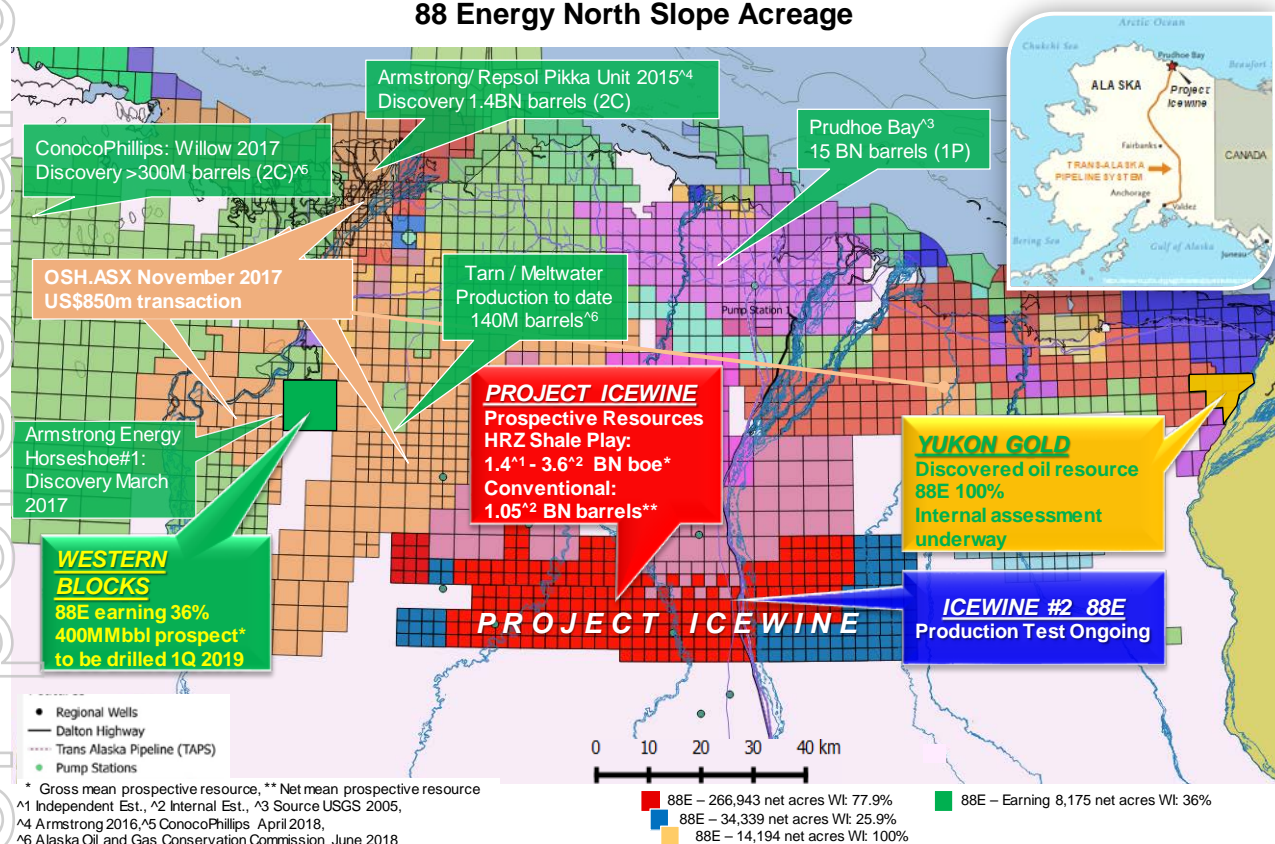 88 Energy North Slope Acreage
Arctic Ocean
Chukchi Sea
Prudhoe Bay
Beaufort
ALASKA
Project Icewine
Fairbanks
CANADA
TRANS-ALASKA
PIPELINE SYSTEM
Anchorage
Valdez
Bering Sea
Gulf of Alaska
Juneau
Armstrong/ Repsol Pikka Unit 2015^4
Discovery 1.4BN barrels (2C)
Prudhoe Bay^3
15 BN barrels (1P)
ConocoPhillips: Willow 2017
Discovery >300M barrels (2C)^6
OSH.ASX November 2017
US$850m transaction
Tarn / Meltwater
Production to date
140M barrels^6
Pump Station 1
PROJECT ICEWINE
Prospective Resources
HRZ Shale Play:
1.4^1 - 3.6^2 BN boe*
Conventional:
1.05^2 BN barrels**
Armstrong Energy
Horseshoe#1:
Discovery March
2017
YUKON GOLD
Discovered oil resource
88E 100%
Internal assessment
underway
WESTERN
BLOCKS
88E earning 36%
400MMbbl prospect*
to be drilled 1Q 2019
PROJECT ICEWINE
ICEWINE #2 88E
Production Test Ongoing
Regional Wells
Dalton Highway
Trans Alaska Pipeline (TAPS)
Pump Stations
0 10 20 30 40 km
* Gross mean prospective resource, ** Net mean prospective resource
^1 Independent Est., ^2 Internal Est., ^3 Source USGS 2005,
^4 Armstrong 2016,^5 ConocoPhillips April 2018,
^6 Alaska Oil and Gas Conservation Commission June 2018
88E – 266,943 net acres WI: 77.9%
88E – 34,339 net acres WI: 25.9%
88E – 14,194 net acres WI: 100%
88E – Earning 8,175 net acres WI: 36%